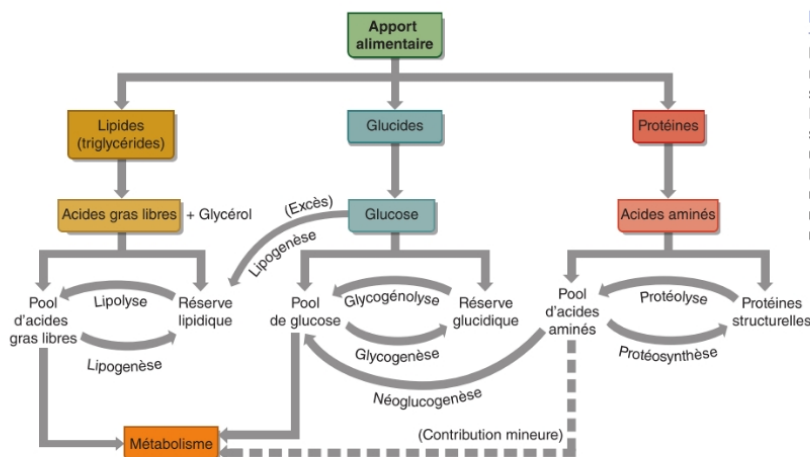 Apport
alimentaire
Lipides
(triglycérides)
Glucides
Protéines
Acides gras libres
+ Glycérol
(Excès)
Lipogenèse
Glucose
Acides aminés
Pool
d'acides
gras libres
Lipolyse
Lipogenèse
Réserve
lipidique
Pool
de glucose
Glycogénolyse
Glycogenèse
Réserve
glucidique
Néoglucogenèse
Pool
d'acides
aminés
Protéolyse
Protéosynthèse
Protéines
structurelles
Métabolisme
(Contribution mineure)